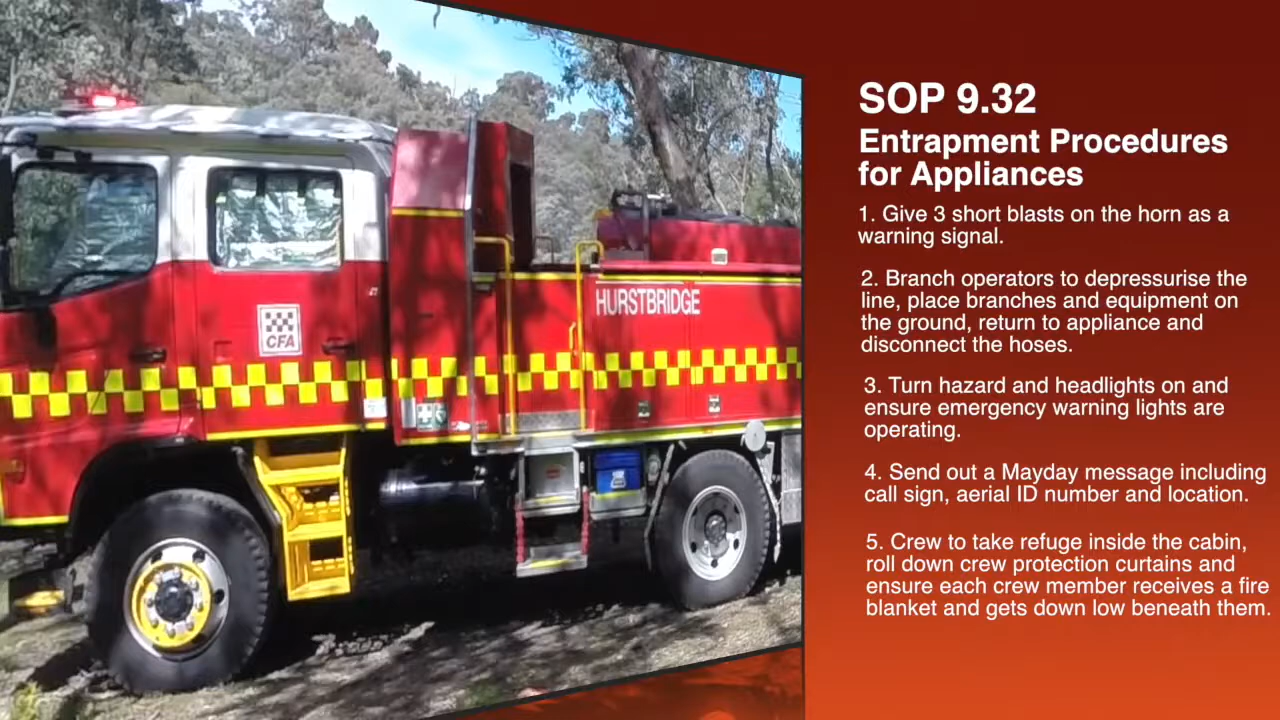 CFA
HURSTBRIDGE
SOP 9.32
Entrapment Procedures
for Appliances
1. Give 3 short blasts on the horn as a
warning signal.
2. Branch operators to depressurise the
line, place branches and equipment on
the ground, return to appliance and
disconnect the hoses.
3. Turn hazard and headlights on and
ensure emergency warning lights are
operating.
4. Send out a Mayday message including
call sign, aerial ID number and location.
5. Crew to take refuge inside the cabin,
roll down crew protection curtains and
ensure each crew member receives a fire
blanket and gets down low beneath them.